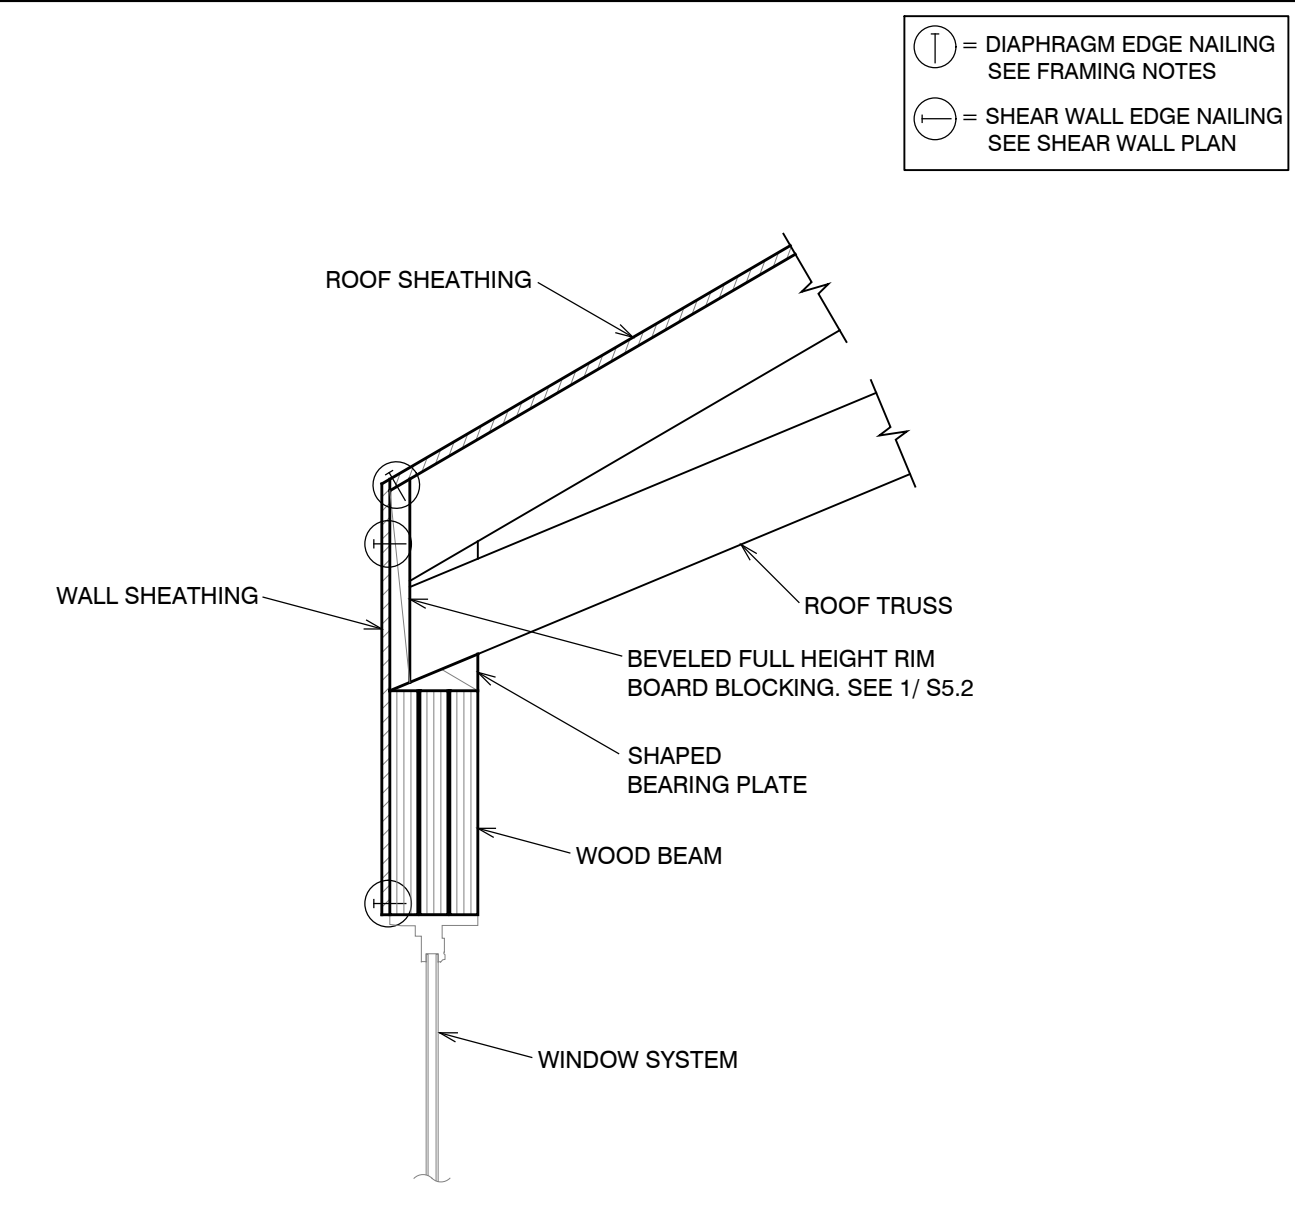 = DIAPHRAGM EDGE NAILING
SEE FRAMING NOTES
= SHEAR WALL EDGE NAILING
SEE SHEAR WALL PLAN
ROOF SHEATHING
WALL SHEATHING
ROOF TRUSS
BEVELED FULL HEIGHT RIM
BOARD BLOCKING. SEE 1/ S5.2
SHAPED
BEARING PLATE
WOOD BEAM
WINDOW SYSTEM